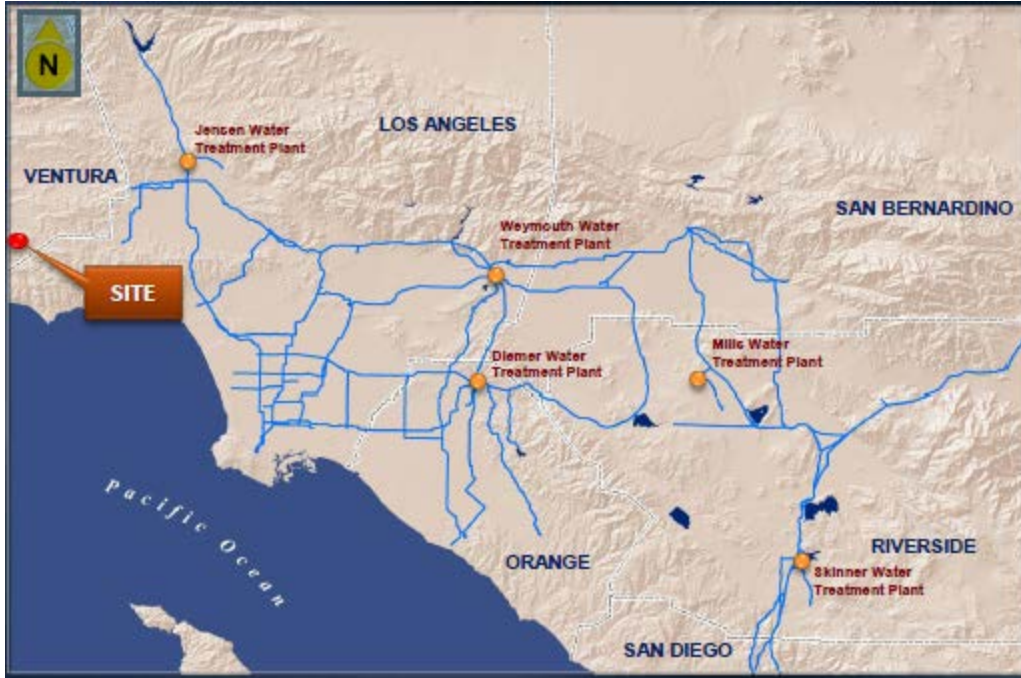 N
Jensen Water
Treatment Plant
LOS ANGELES
VENTURA
SAN BERNARDINO
Weymouth Water
Treatment Plant
SITE
Mills Water
Treatment Plant
Diemer Water
Treatment Plant
Pacific Ocean
ORANGE
RIVERSIDE
Skinner Water
Treatment Plant
SAN DIEGO